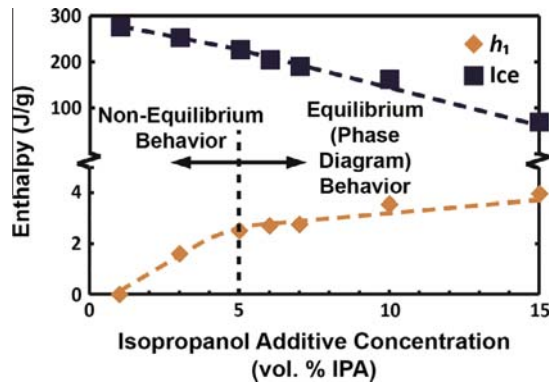 300
200
100
4
2
0
Enthalpy (J/g)
h₁
Ice
Non-Equilibrium
Behavior
Equilibrium
(Phase
Diagram)
Behavior
0 5 10 15
Isopropanol Additive Concentration
(vol. % IPA)